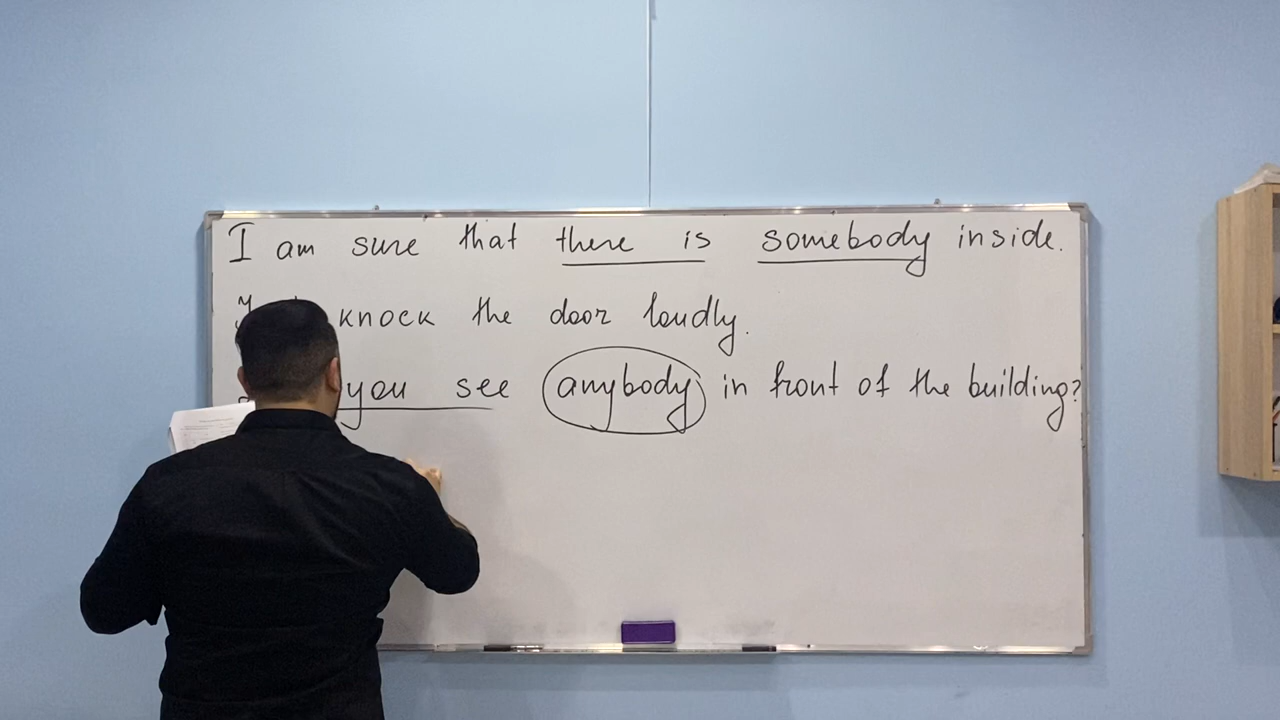 I am sure that there is somebody inside.
knock the door loudly.
you see anybody in front of the building?